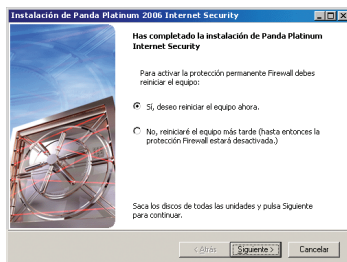 Instalación de Panda Platinum 2006 Internet Security
Has completado la instalación de Panda Platinum
Internet Security
Para activar la protección permanente Firewall debes
reiniciar el equipo:
Sí, deseo reiniciar el equipo ahora.
No, reiniciaré el equipo más tarde (hasta entonces la
protección Firewall estará desactivada.)
Saca los discos de todas las unidades y pulsa Siguiente
para continuar.
< Atrás
Siguiente >
Cancelar